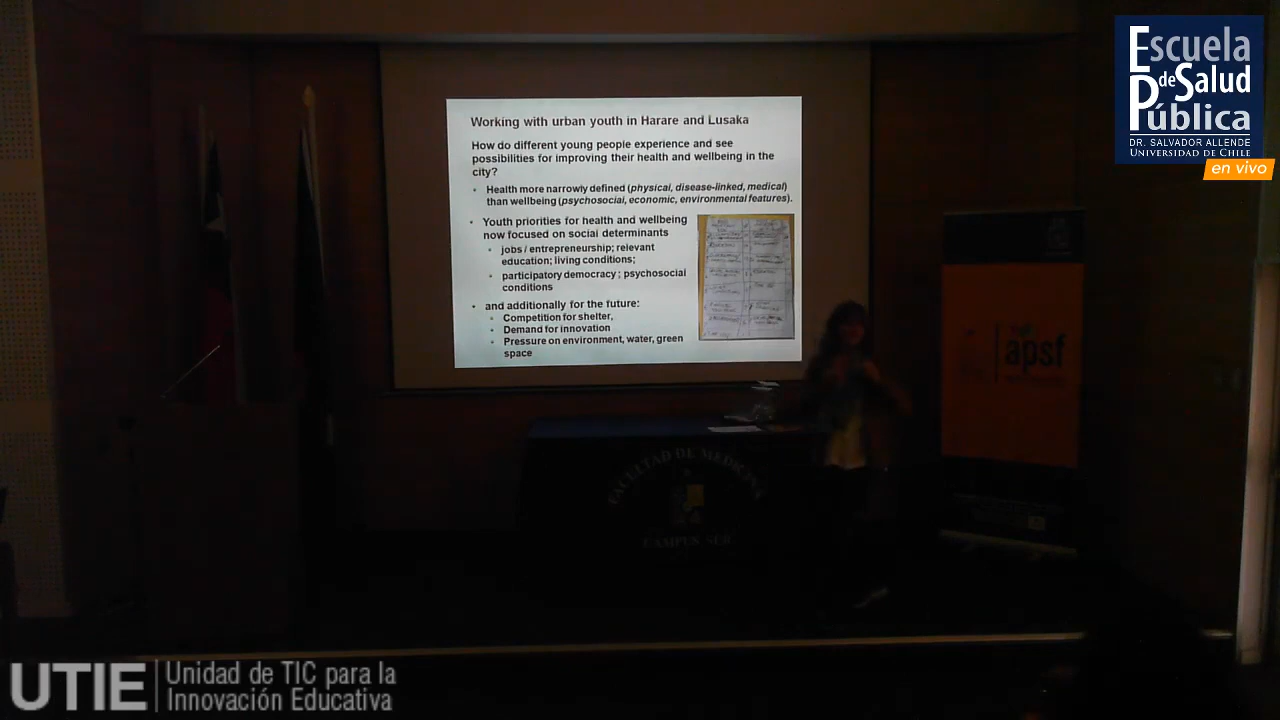 Working with urban youth in Harare and Lusaka
How do different young people experience and see
possibilities for improving their health and wellbeing in the
city?
• Health more narrowly defined (physical, disease-linked, medical)
than wellbeing (psychosocial, economic, environmental features).
• Youth priorities for health and wellbeing
now focused on social determinants
• jobs / entrepreneurship; relevant
education; living conditions;
• participatory democracy ; psychosocial
conditions
• and additionally for the future:
• Competition for shelter,
• Demand for innovation
• Pressure on environment, water, green
space
Escuela
de Salud
Pública
DR. SALVADOR ALLENDE
UNIVERSIDAD DE CHILE
en vivo
apsf
FACULTAD DE MEDICINA
CAMPUS
UTIE
Unidad de TIC para la
Innovación Educativa